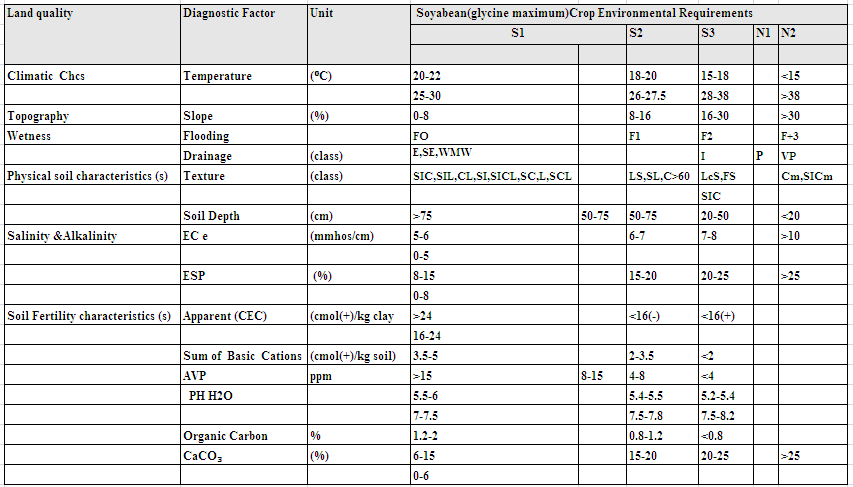 Land quality Diagnostic Factor Unit Soyabean(glycine maximum)Crop Environmental Requirements
S1 S2 S3 N1 N2
Climatic Chcs Temperature (⁰C) 20-22 18-20 15-18 <15
25-30 26-27.5 28-38 >38
Topography Slope (%) 0-8 8-16 16-30 >30
Wetness Flooding FO F1 F2 F+3
Drainage (class) E,SE,WMW I P VP
Physical soil characteristics (s) Texture (class) SIC,SIL,CL,SI,SICL,SC,L,SCL LS,SL,C>60 LcS,FS Cm,SICm
SIC
Soil Depth (cm) >75 50-75 50-75 20-50 <20
Salinity &Alkalinity EC e (mmhos/cm) 5-6 6-7 7-8 >10
0-5
ESP (%) 8-15 15-20 20-25 >25
0-8
Soil Fertility characteristics (s) Apparent (CEC) (cmol(+)/kg clay >24 <16(-) <16(+)
16-24
Sum of Basic Cations (cmol(+)/kg soil) 3.5-5 2-3.5 <2
AVP ppm >15 8-15 4-8 <4
PH H2O 5.5-6 5.4-5.5 5.2-5.4
7-7.5 7.5-7.8 7.5-8.2
Organic Carbon % 1.2-2 0.8-1.2 <0.8
CaCO₃ (%) 6-15 15-20 20-25 >25
0-6